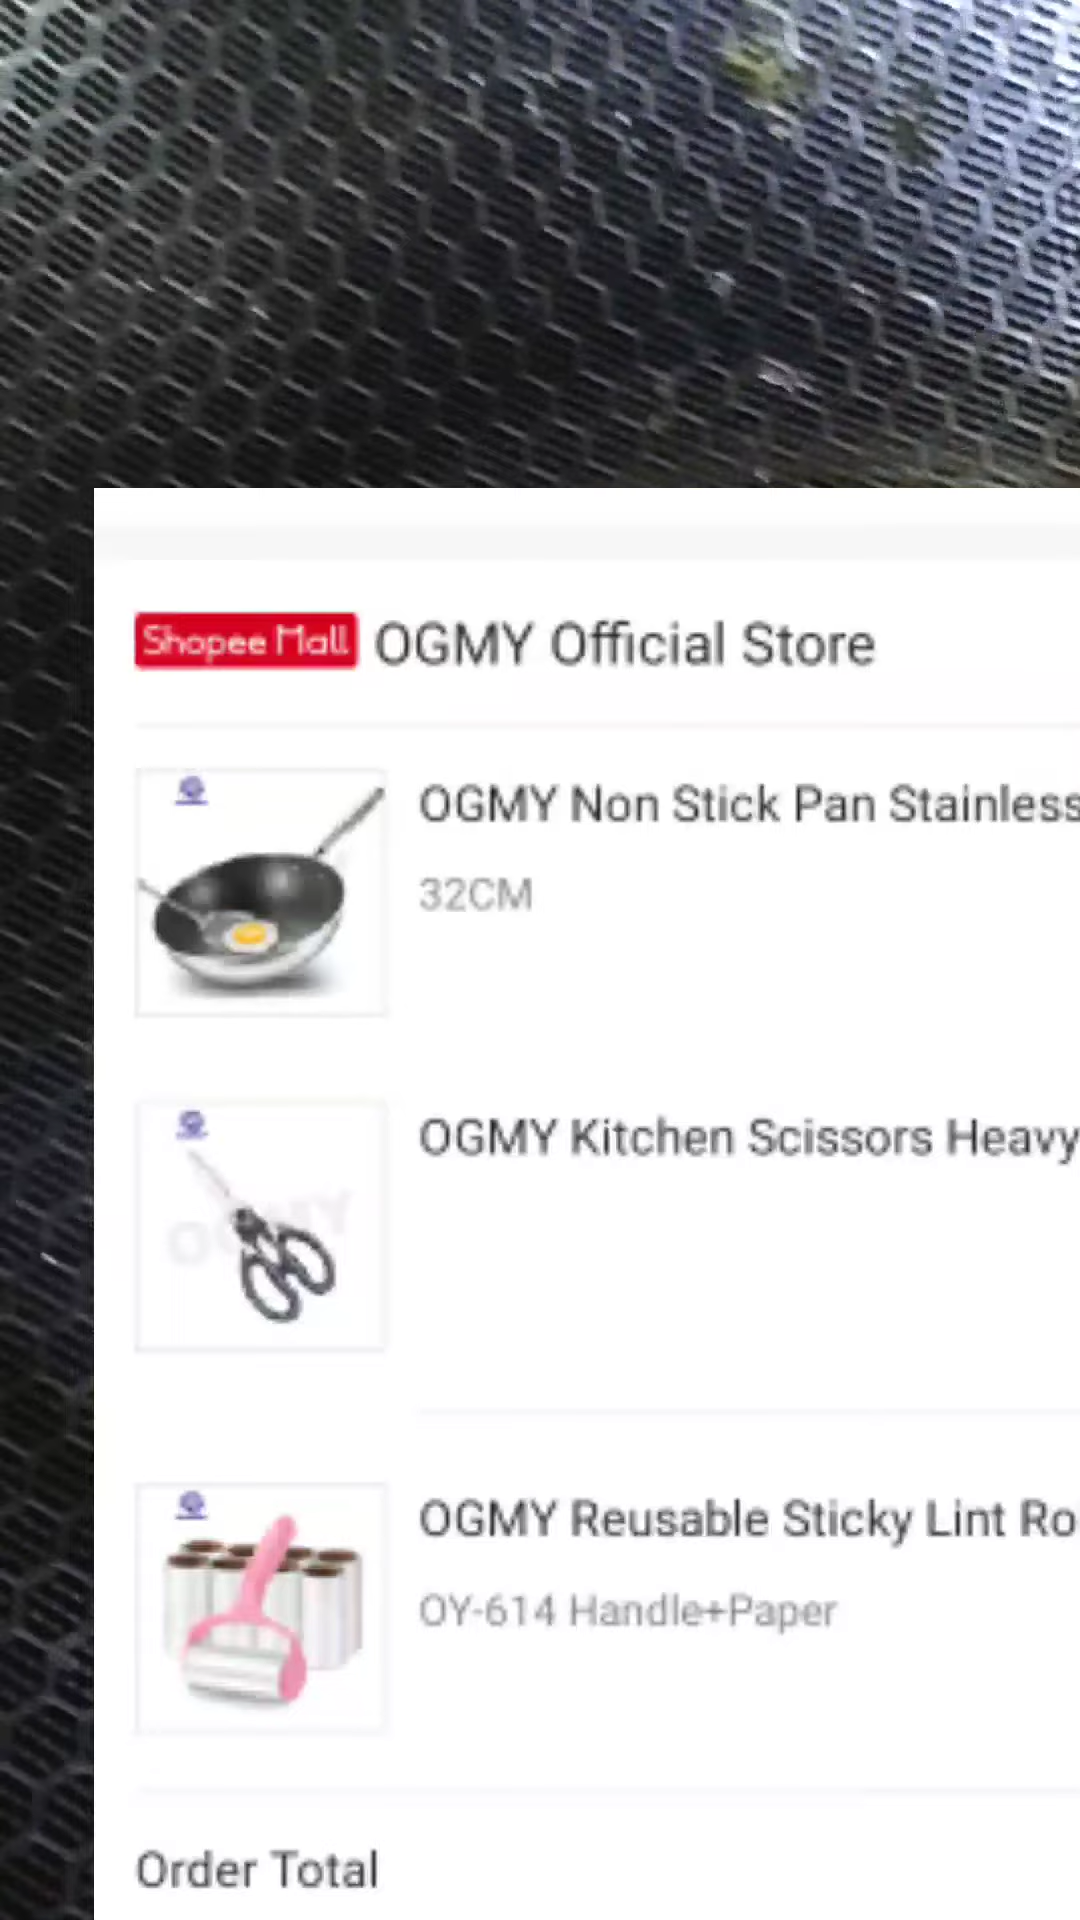 Shopee Mall OGMY Official Store
OGMY Non Stick Pan Stainless
32CM
OGMY Kitchen Scissors Heavy
OGMY
OGMY Reusable Sticky Lint Ro
OY-614 Handle+Paper
Order Total